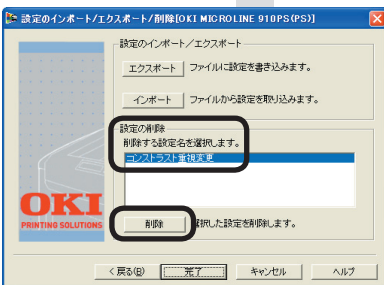 設定のインポート/エクスポート/削除[OKI MICROLINE 910PS(PS)]
設定のインポート／エクスポート
エクスポート ファイルに設定を書き込みます。
インポート ファイルから設定を取り込みます。
設定の削除
削除する設定名を選択します。
コンストラスト重視変更
OKI
PRINTING SOLUTIONS
削除 選択した設定を削除します。
< 戻る(B) 完了 キャンセル ヘルプ